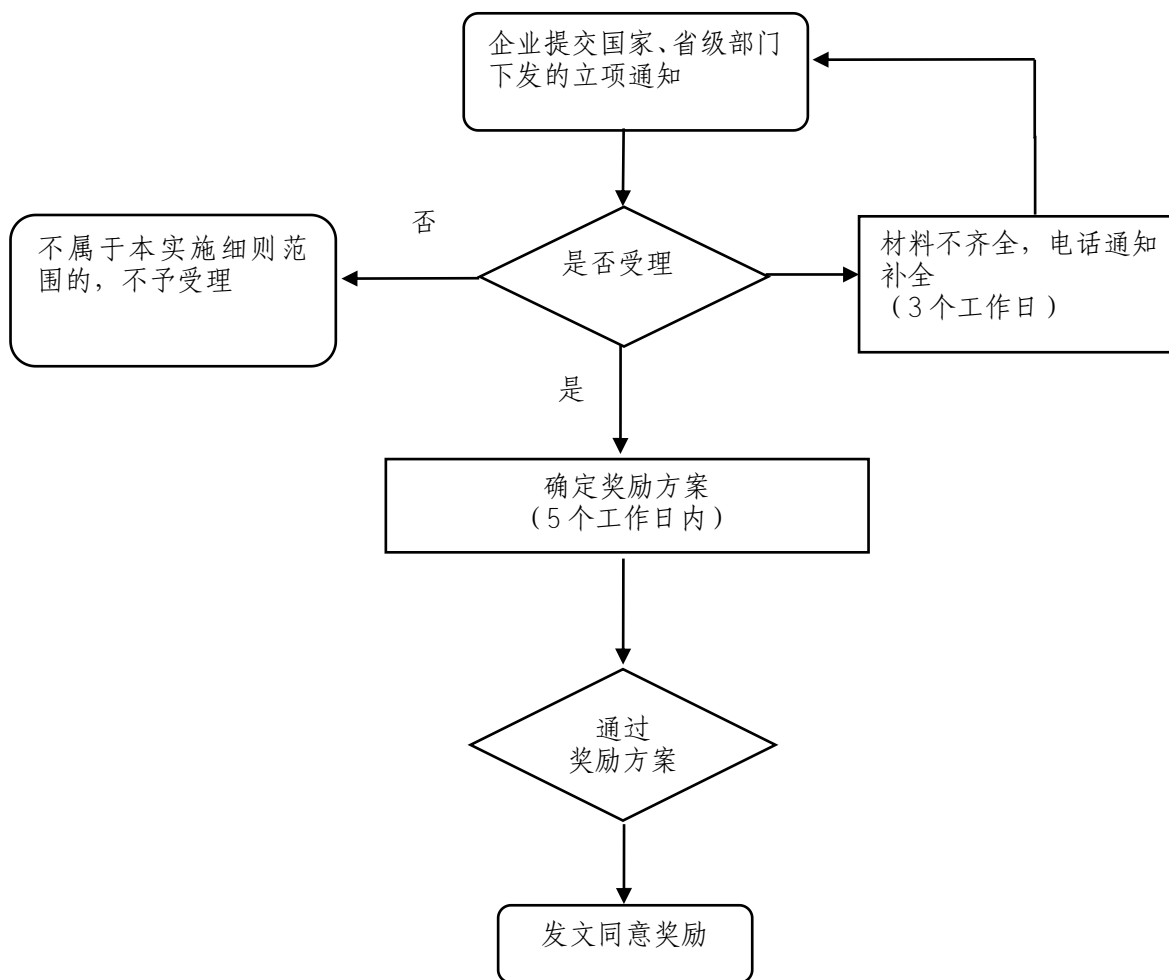 企业提交国家、省级部门
下发的立项通知
否
不属于本实施细则范
围的，不予受理
是否受理
材料不齐全，电话通知
补全
（3个工作日）
是
确定奖励方案
（5个工作日内）
通过
奖励方案
发文同意奖励